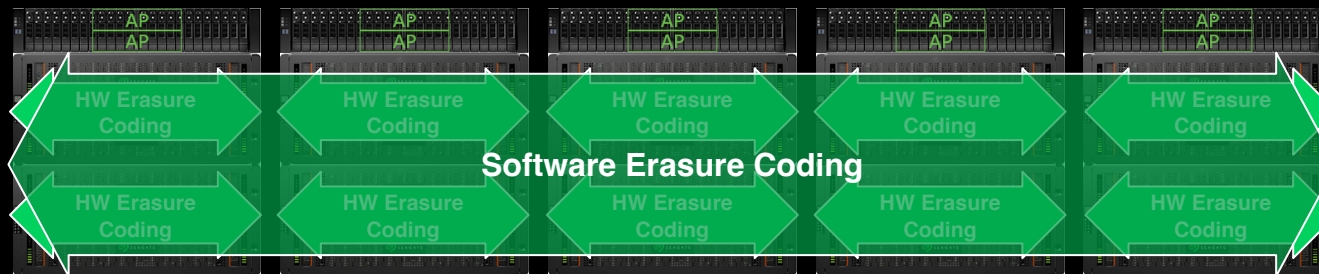 AP AP AP AP AP
AP AP AP AP AP
HW Erasure HW Erasure HW Erasure HW Erasure HW Erasure
Coding Coding Coding Coding Coding
Software Erasure Coding
HW Erasure HW Erasure HW Erasure HW Erasure HW Erasure
Coding Coding Coding Coding Coding